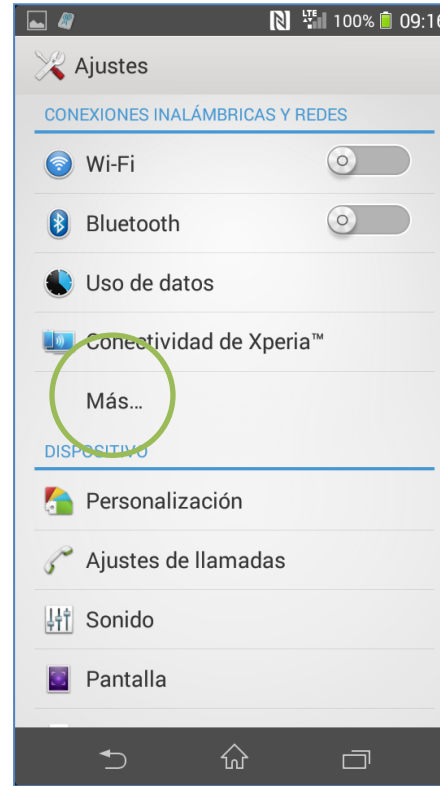 LTE 100% 09:16
Ajustes
CONEXIONES INALÁMBRICAS Y REDES
Wi-Fi
Bluetooth
Uso de datos
Conectividad de Xperia™
Más...
DISPOSITIVO
Personalización
Ajustes de llamadas
Sonido
Pantalla